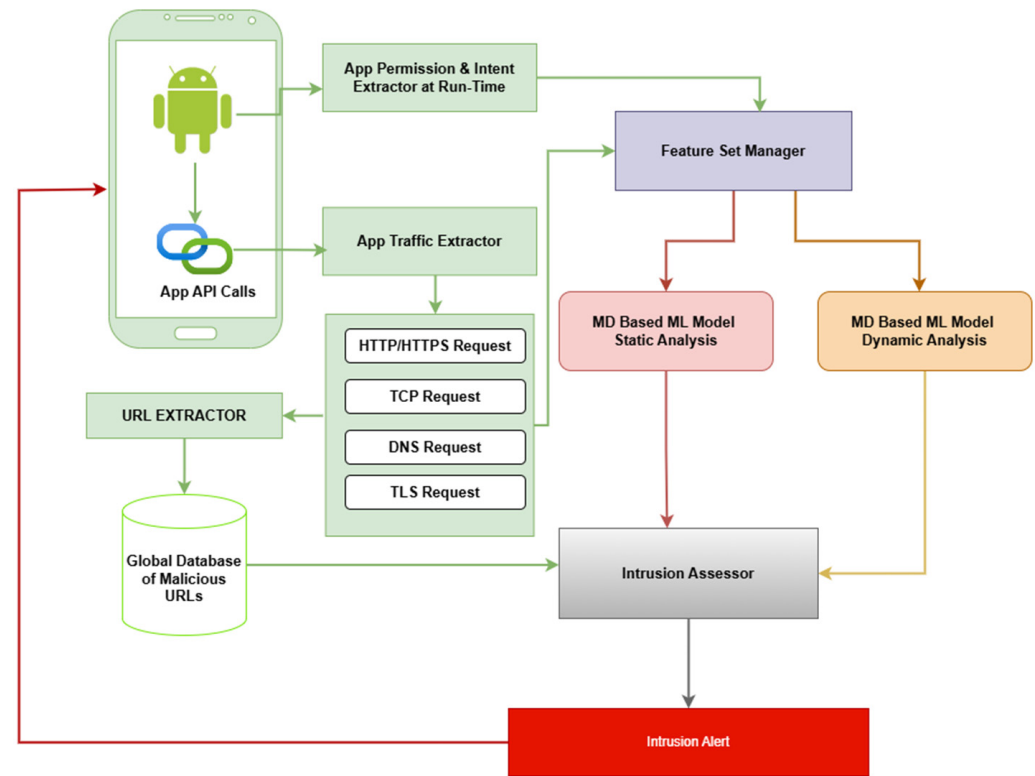 App Permission & Intent
Extractor at Run-Time
Feature Set Manager
App Traffic Extractor
App API Calls
MD Based ML Model
Static Analysis
MD Based ML Model
Dynamic Analysis
HTTP/HTTPS Request
TCP Request
DNS Request
TLS Request
URL EXTRACTOR
Global Database
of Malicious
URLs
Intrusion Assessor
Intrusion Alert